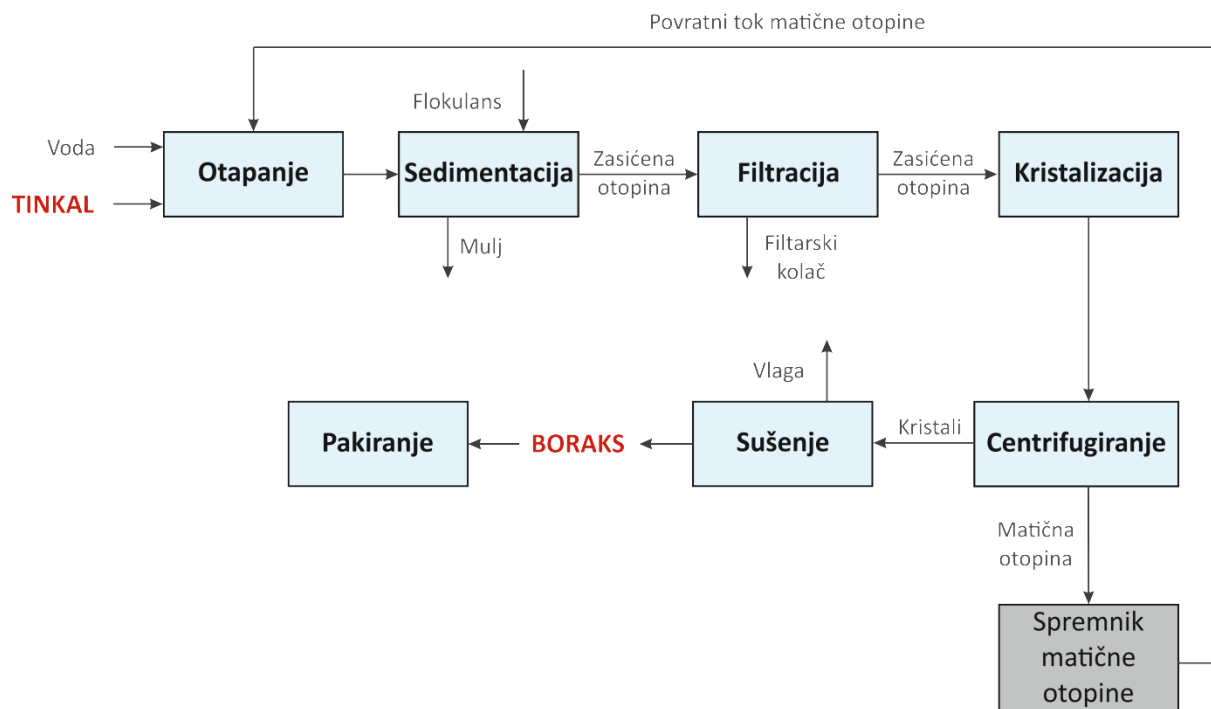 Povratni tok matične otopine
Flokulans
Voda
TINKAL
Otapanje
Sedimentacija
Zasićena
otopina
Filtracija
Zasićena
otopina
Kristalizacija
Mulj
Filtarski
kolač
Vlaga
Pakiranje
BORAKS
Sušenje
Kristali
Centrifugiranje
Matična
otopina
Spremnik
matične
otopine